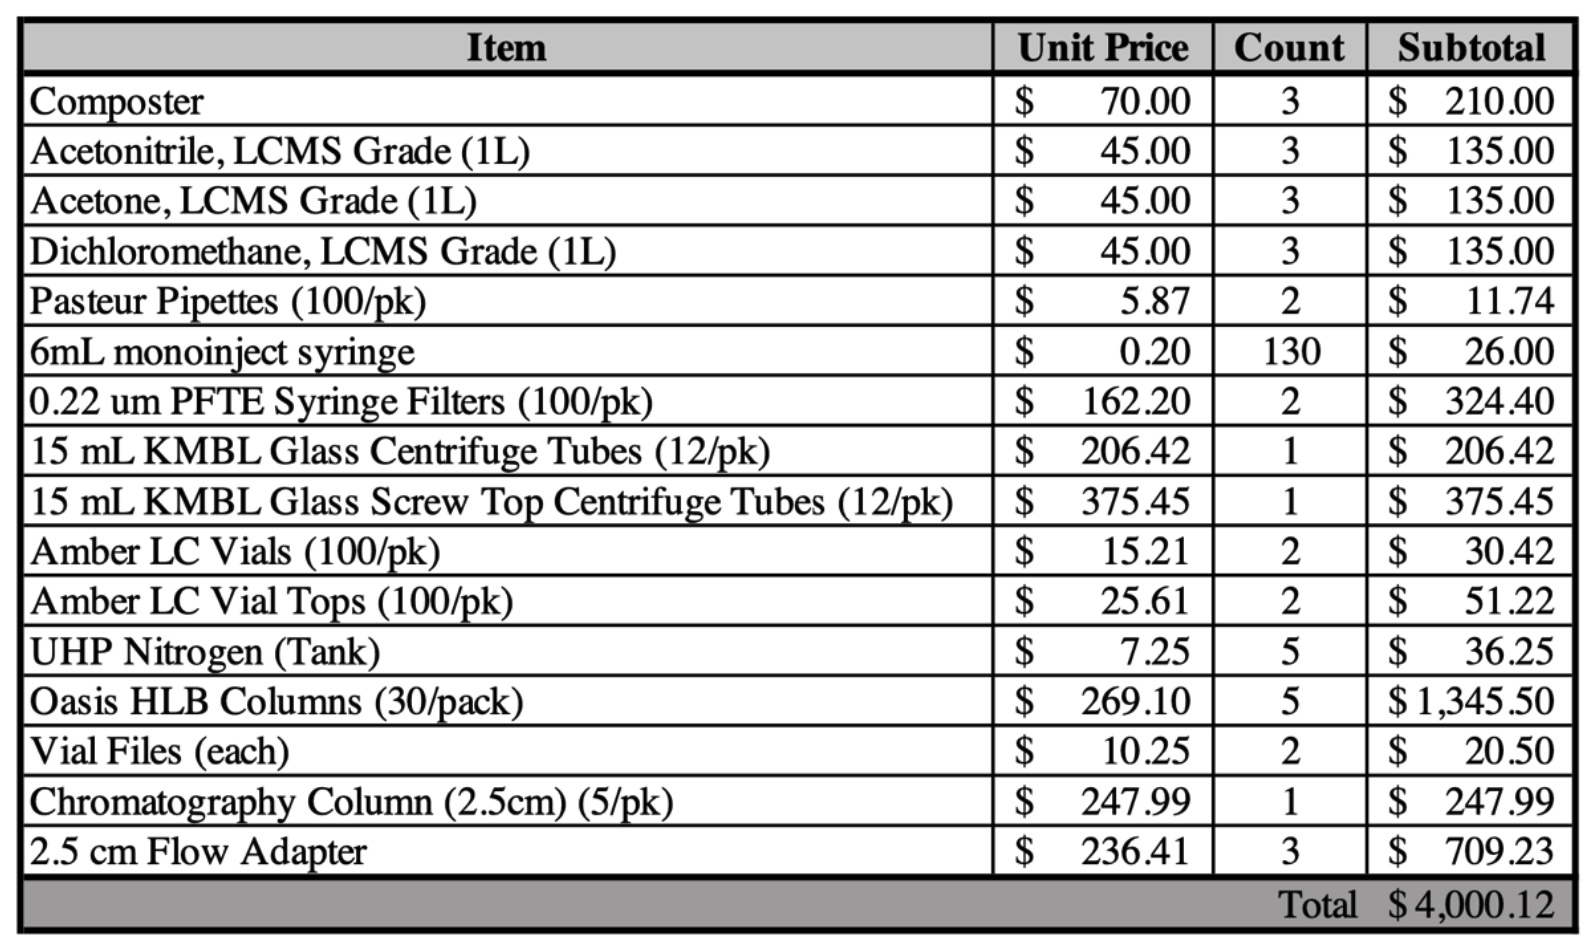 Item Unit Price Count Subtotal
Composter $ 70.00 3 $ 210.00
Acetonitrile, LCMS Grade (1L) $ 45.00 3 $ 135.00
Acetone, LCMS Grade (1L) $ 45.00 3 $ 135.00
Dichloromethane, LCMS Grade (1L) $ 45.00 3 $ 135.00
Pasteur Pipettes (100/pk) $ 5.87 2 $ 11.74
6mL monoinject syringe $ 0.20 130 $ 26.00
0.22 um PFTE Syringe Filters (100/pk) $ 162.20 2 $ 324.40
15 mL KMBL Glass Centrifuge Tubes (12/pk) $ 206.42 1 $ 206.42
15 mL KMBL Glass Screw Top Centrifuge Tubes (12/pk) $ 375.45 1 $ 375.45
Amber LC Vials (100/pk) $ 15.21 2 $ 30.42
Amber LC Vial Tops (100/pk) $ 25.61 2 $ 51.22
UHP Nitrogen (Tank) $ 7.25 5 $ 36.25
Oasis HLB Columns (30/pack) $ 269.10 5 $ 1,345.50
Vial Files (each) $ 10.25 2 $ 20.50
Chromatography Column (2.5cm) (5/pk) $ 247.99 1 $ 247.99
2.5 cm Flow Adapter $ 236.41 3 $ 709.23
Total $ 4,000.12